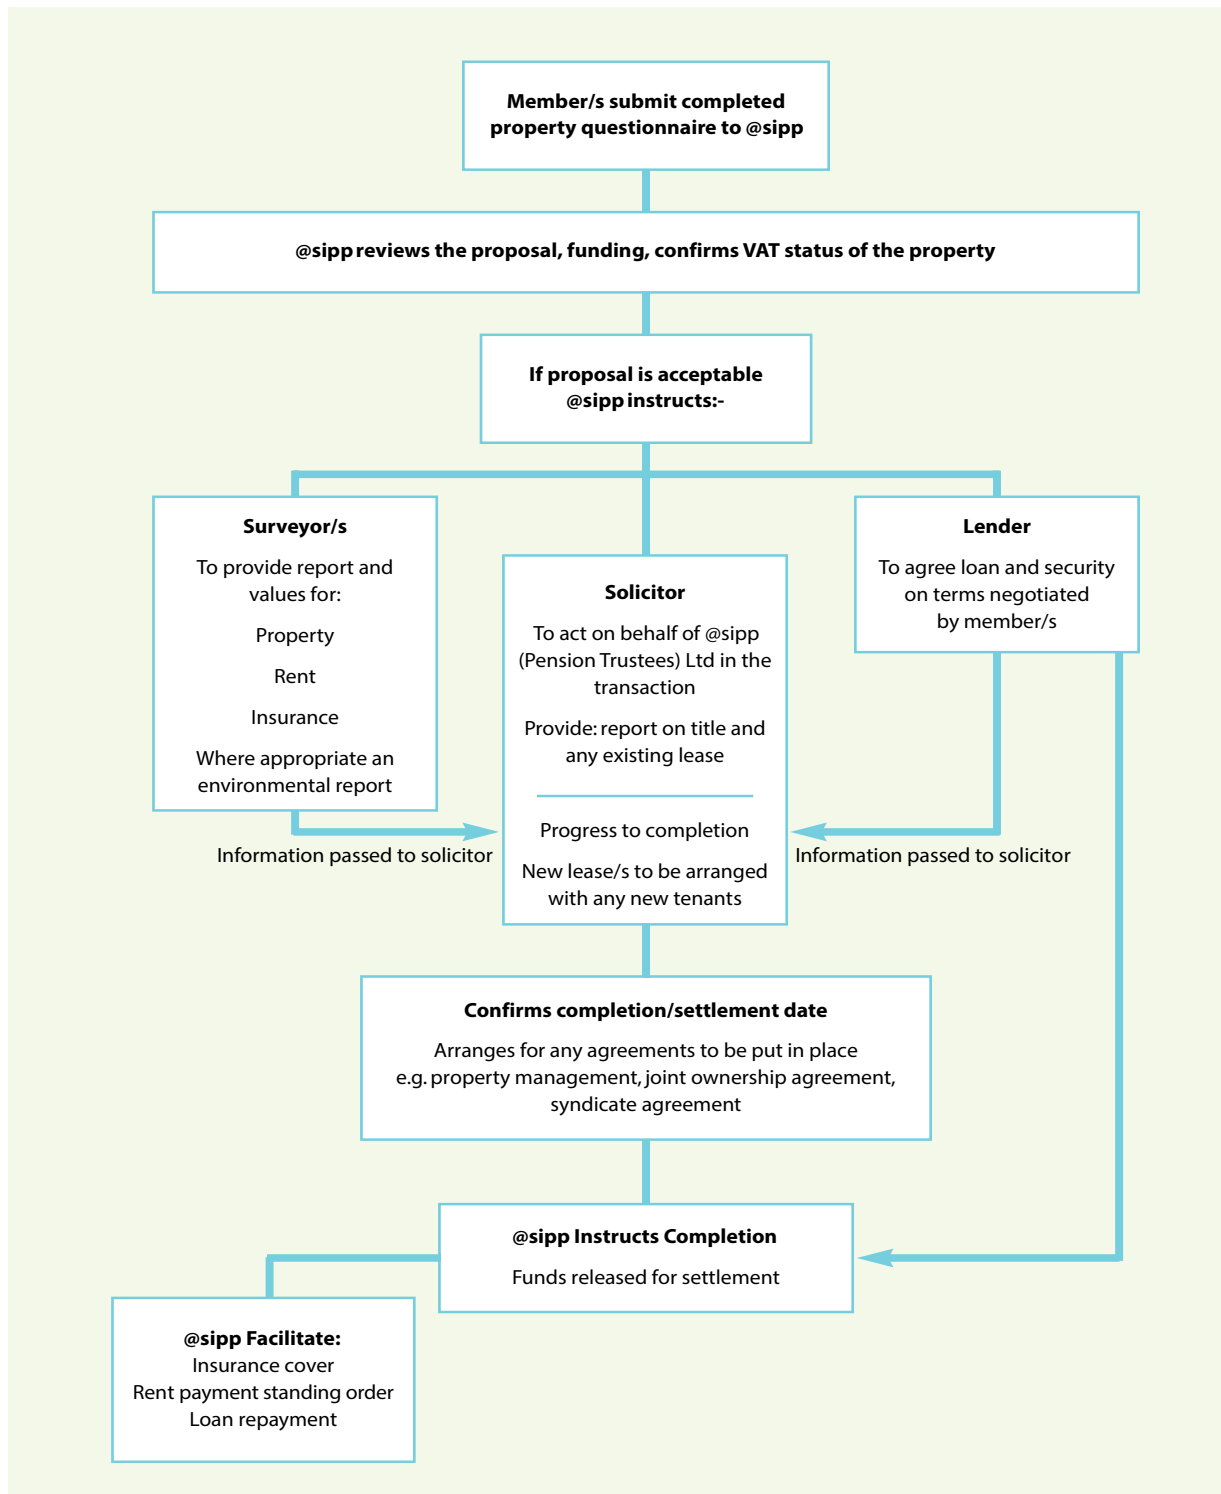 Member/s submit completed
property questionnaire to @sipp
@sipp reviews the proposal, funding, confirms VAT status of the property
If proposal is acceptable
@sipp instructs:-
Surveyor/s
To provide report and
values for:
Property
Rent
Insurance
Where appropriate an
environmental report
Information passed to solicitor
Solicitor
To act on behalf of @sipp
(Pension Trustees) Ltd in the
transaction
Provide: report on title and
any existing lease
Progress to completion
New lease/s to be arranged
with any new tenants
Lender
To agree loan and security
on terms negotiated
by member/s
Information passed to solicitor
Confirms completion/settlement date
Arranges for any agreements to be put in place
e.g. property management, joint ownership agreement,
syndicate agreement
@sipp Instructs Completion
Funds released for settlement
@sipp Facilitate:
Insurance cover
Rent payment standing order
Loan repayment